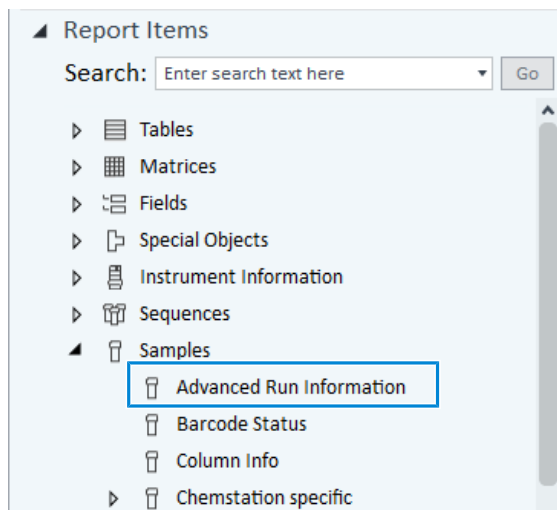 Report Items
Search: Enter search text here Go
Tables
Matrices
Fields
Special Objects
Instrument Information
Sequences
Samples
Advanced Run Information
Barcode Status
Column Info
Chemstation specific